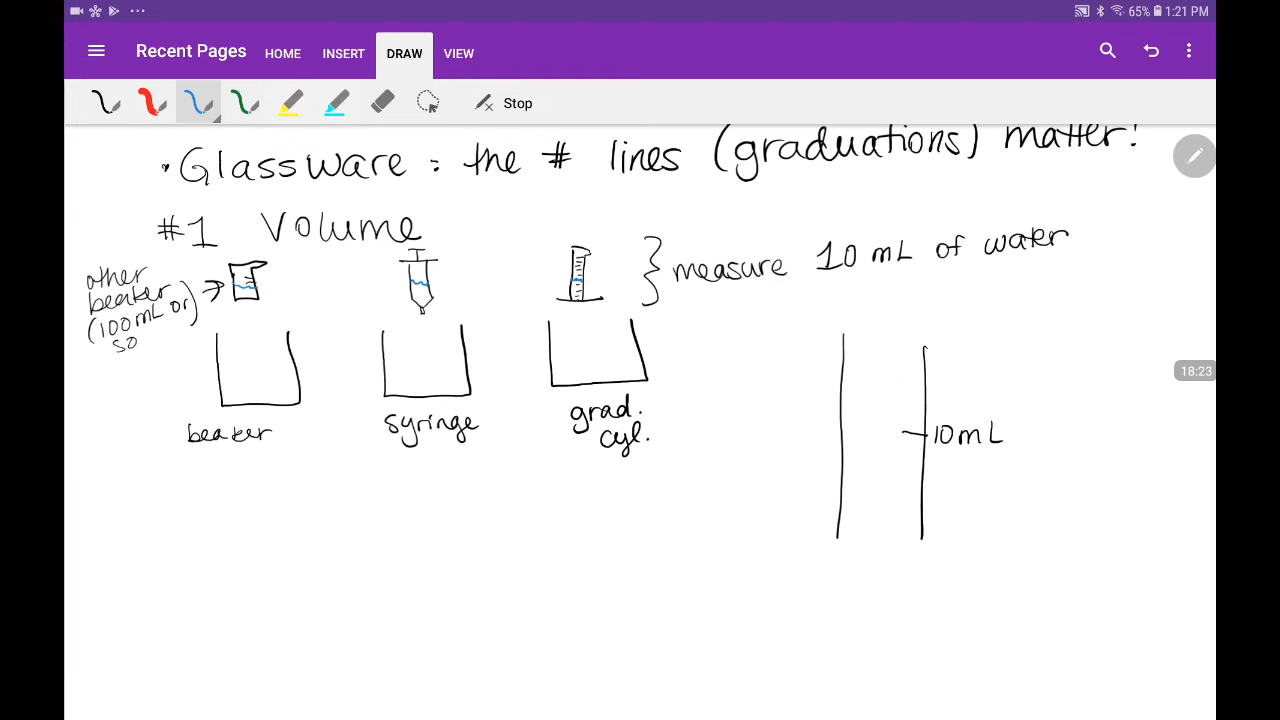 65% 1:21 PM
Recent Pages HOME INSERT DRAW VIEW
Stop
• Glassware : the # lines (graduations) matter!
#1 Volume
other
beaker
(100mL or)
so
measure 10 mL of water
beaker
syringe
grad.
cyl.
10mL
18:23